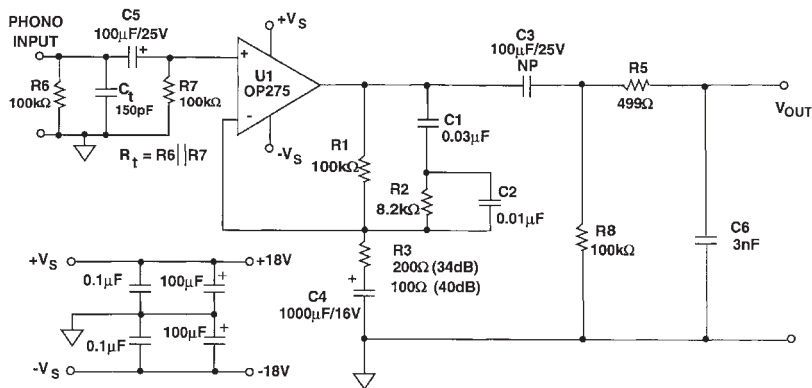 PHONO
INPUT
C5
100μF/25V
+
R6
100kΩ
Ct
150pF
R7
100kΩ
Rt = R6||R7
+VS
+
-
U1
OP275
-VS
R1
100kΩ
C1
0.03μF
R2
8.2kΩ
C2
0.01μF
R3
200Ω (34dB)
100Ω (40dB)
+
C4
1000μF/16V
C3
100μF/25V
NP
R5
499Ω
VOUT
R8
100kΩ
C6
3nF
+VS
+18V
0.1μF
100μF
+
0.1μF
100μF
+
-VS
-18V